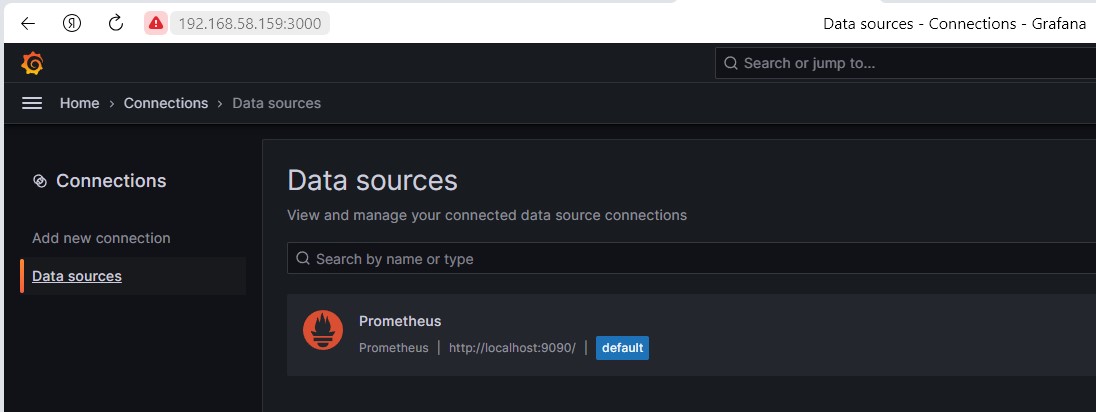 192.168.58.159:3000 Data sources - Connections - Grafana
Search or jump to...
Home › Connections › Data sources
Connections
Add new connection
Data sources
Data sources
View and manage your connected data source connections
Search by name or type
Prometheus
Prometheus | http://localhost:9090/ | default